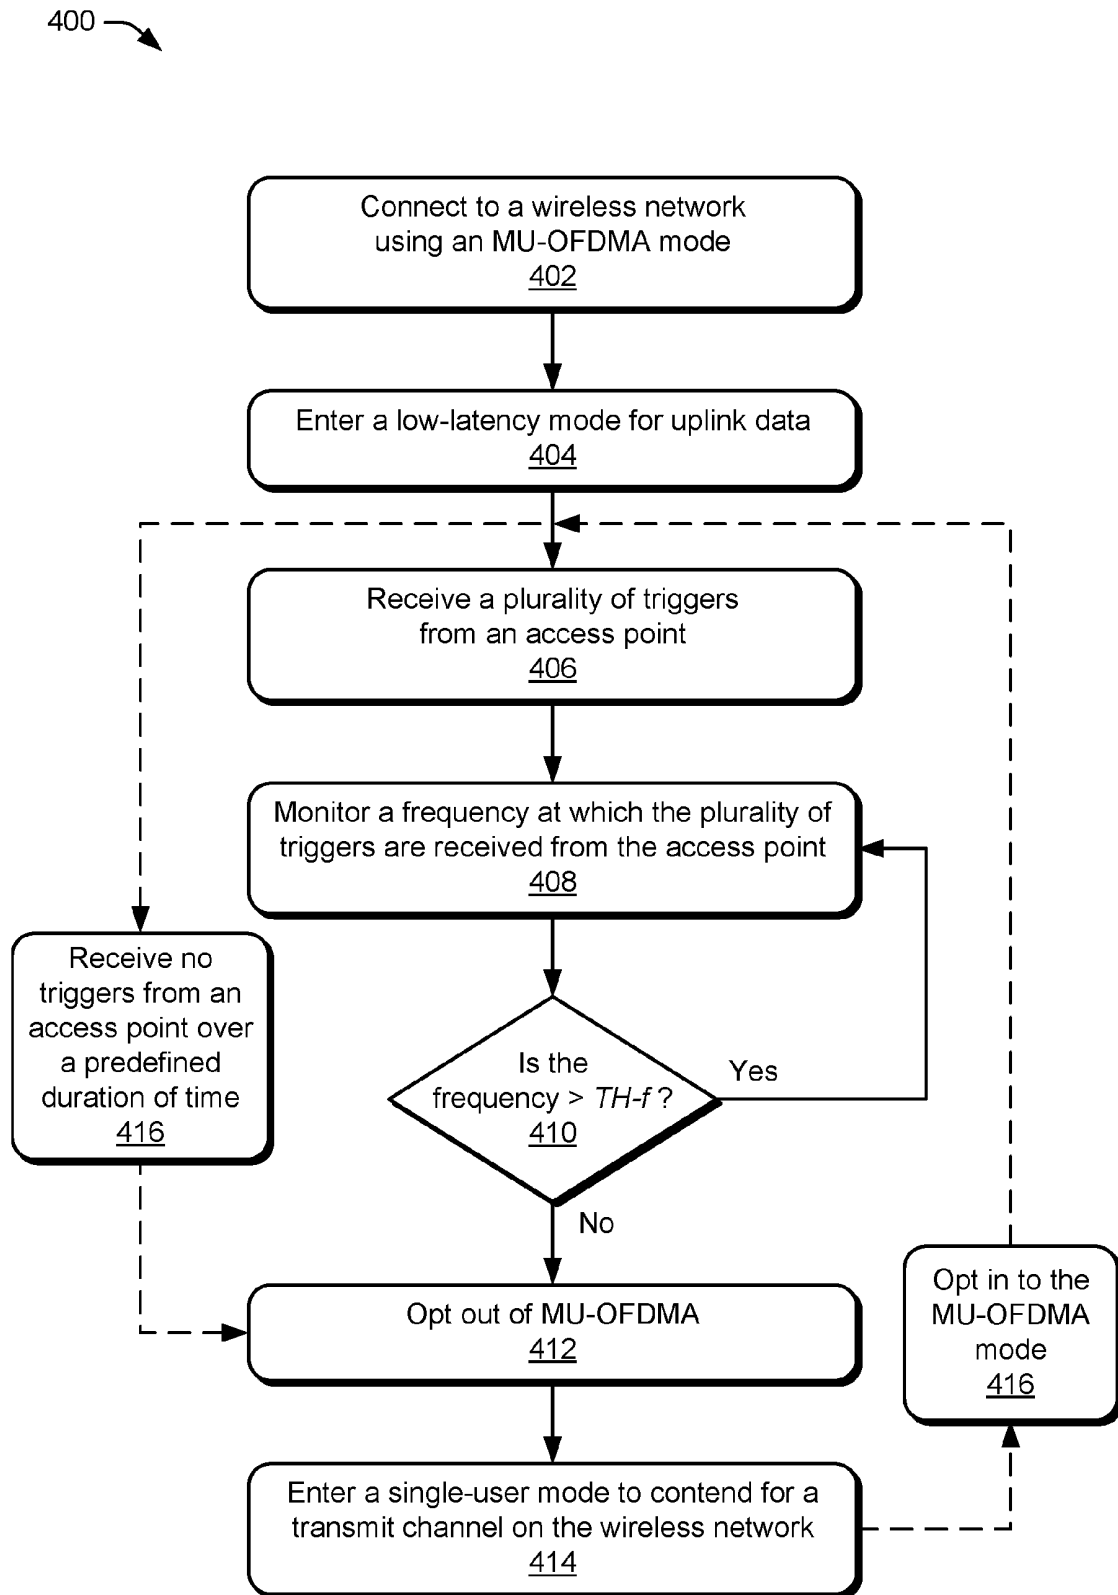 400
Connect to a wireless network
using an MU-OFDMA mode
402
Enter a low-latency mode for uplink data
404
Receive a plurality of triggers
from an access point
406
Monitor a frequency at which the plurality of
triggers are received from the access point
408
Receive no
triggers from an
access point over
a predefined
duration of time
416
Is the
frequency > TH-f ?
410
Yes
No
Opt out of MU-OFDMA
412
Opt in to the
MU-OFDMA
mode
416
Enter a single-user mode to contend for a
transmit channel on the wireless network
414